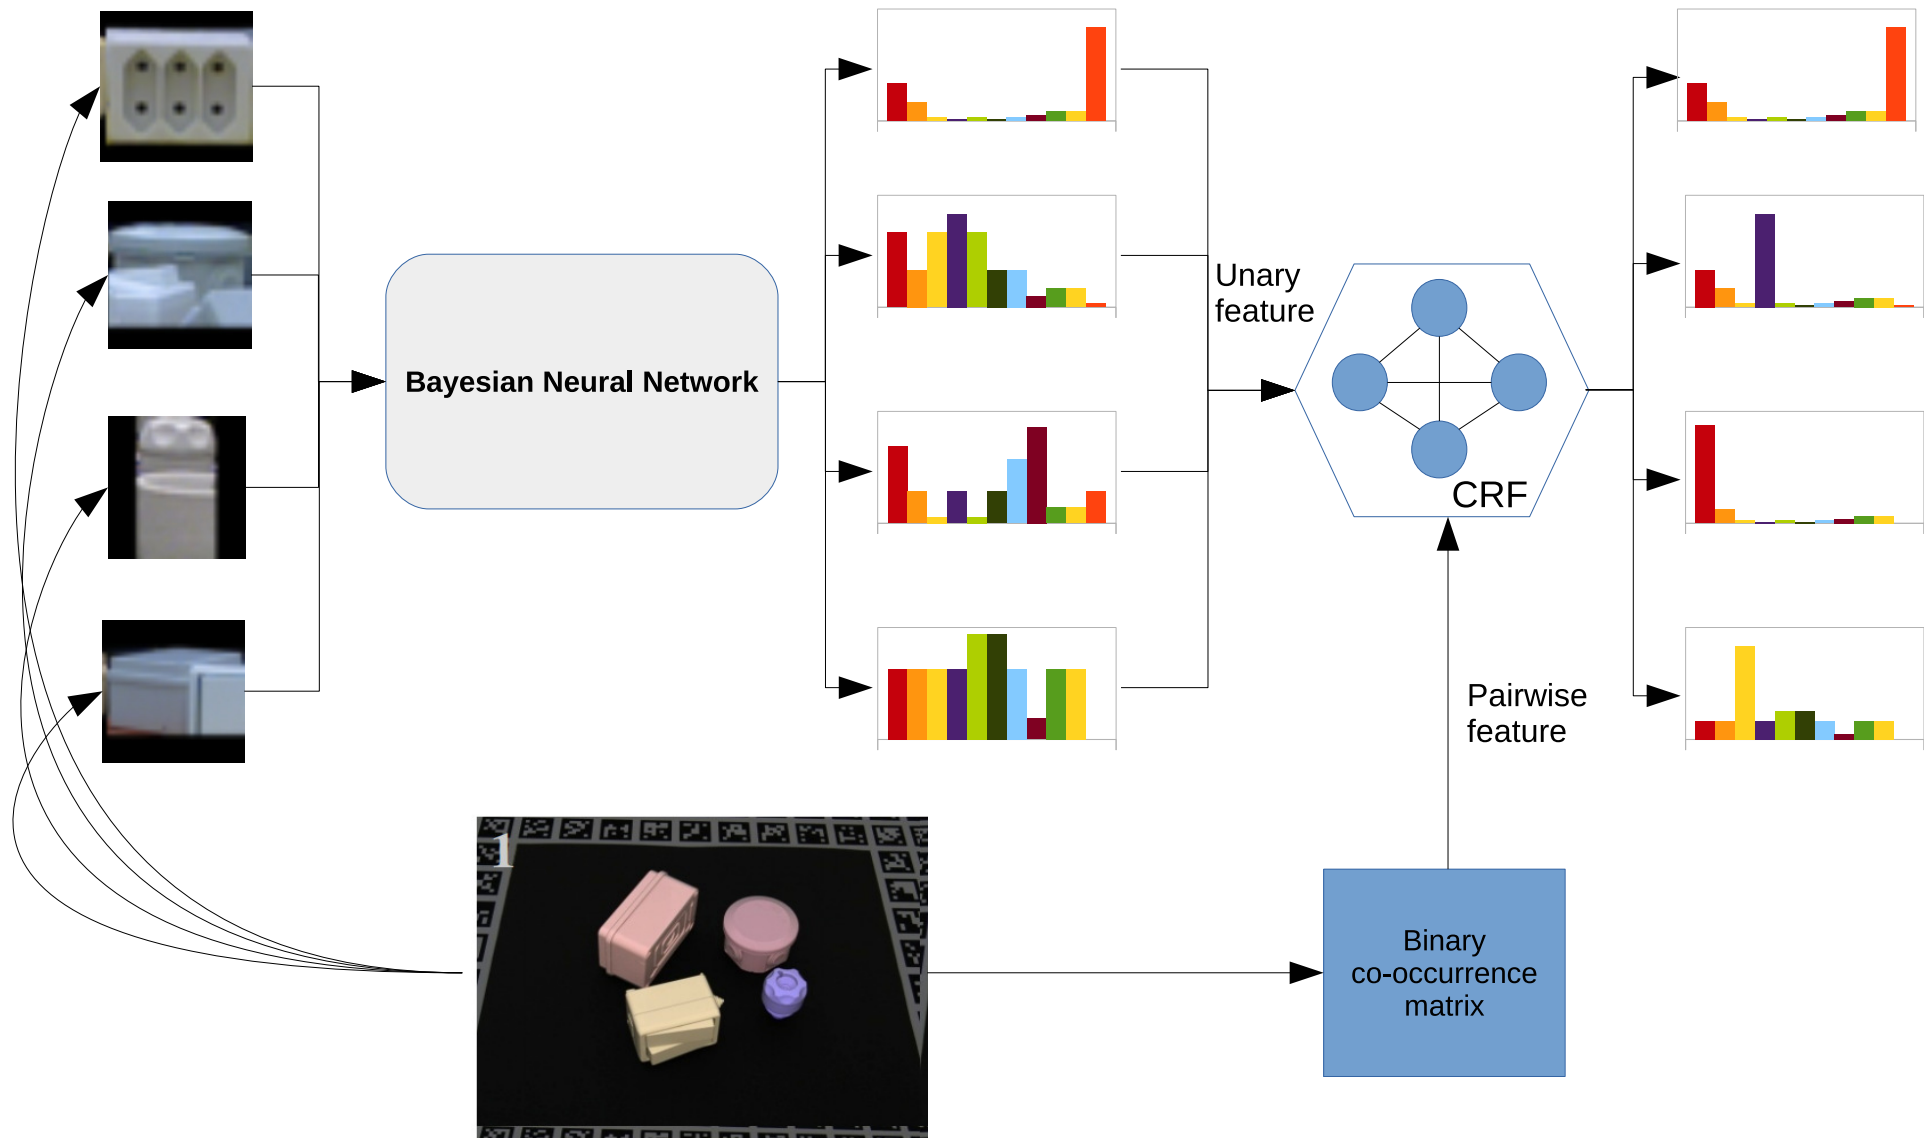 Unary
feature
Bayesian Neural Network
CRF
Pairwise
feature
1
Binary
co-occurrence
matrix